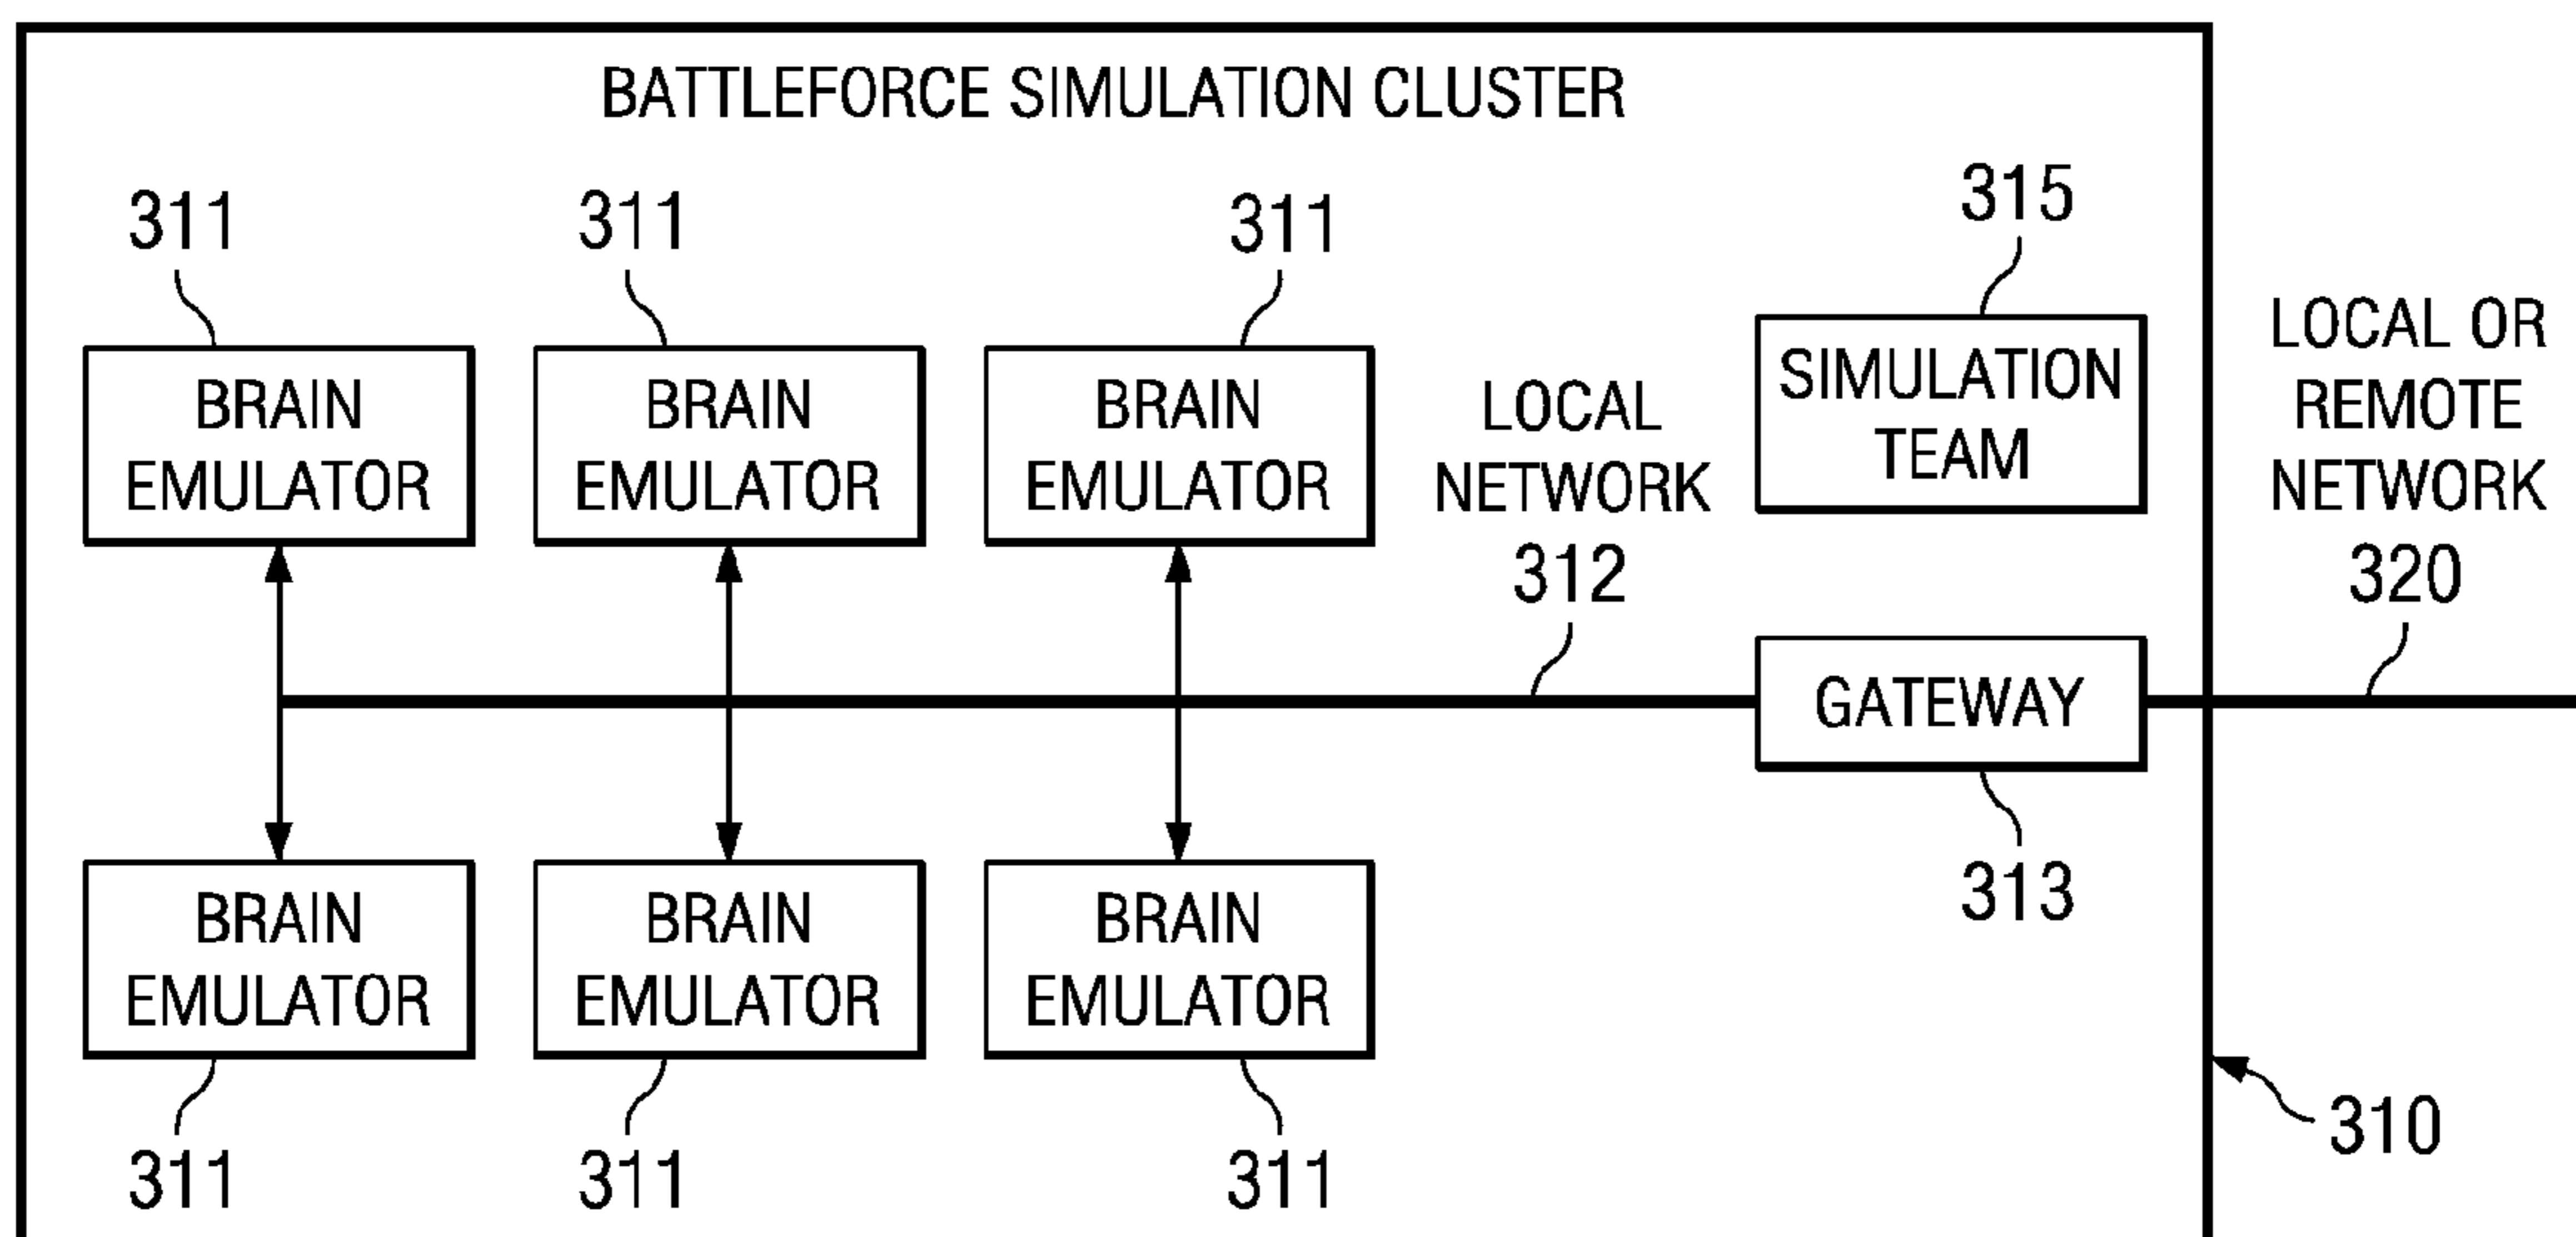 BATTLEFORCE SIMULATION CLUSTER
311
311
311
315
BRAIN
EMULATOR
BRAIN
EMULATOR
BRAIN
EMULATOR
LOCAL
NETWORK
312
SIMULATION
TEAM
LOCAL OR
REMOTE
NETWORK
320
GATEWAY
313
BRAIN
EMULATOR
BRAIN
EMULATOR
BRAIN
EMULATOR
311
311
311
310